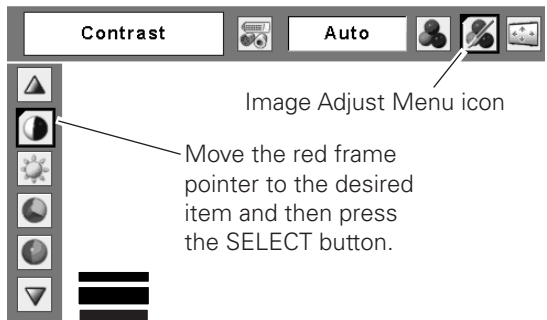 Contrast
Auto
Image Adjust Menu icon
Move the red frame
pointer to the desired
item and then press
the SELECT button.